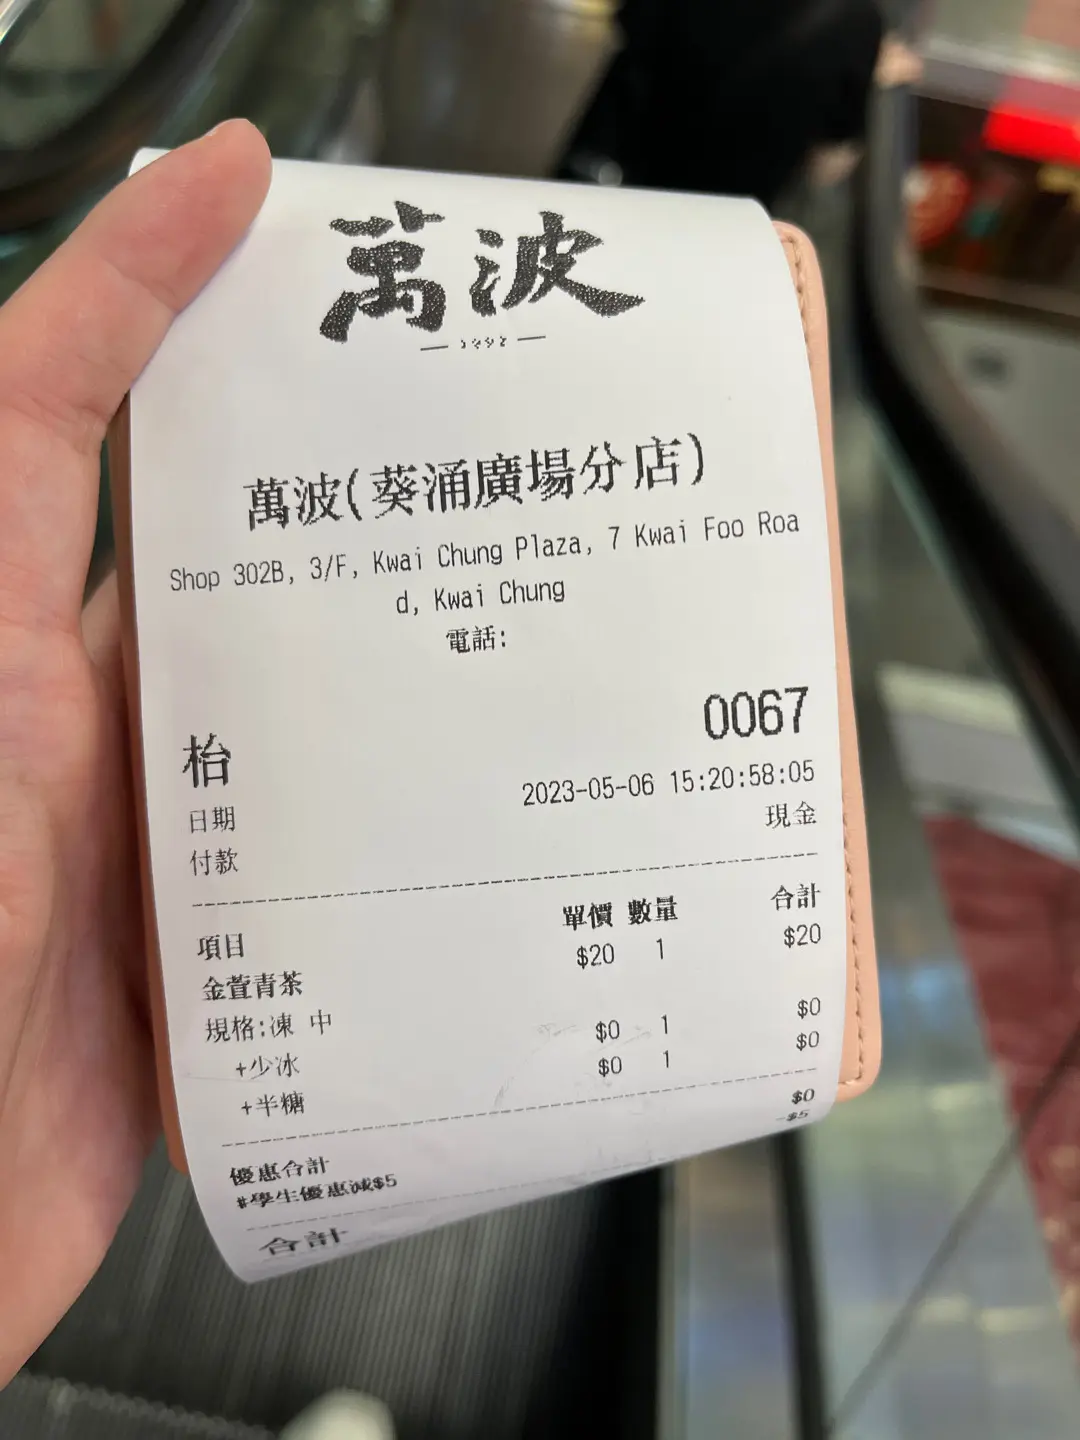 萬波
1992
萬波(葵涌廣場分店)
Shop 302B, 3/F, Kwai Chung Plaza, 7 Kwai Foo Roa
d, Kwai Chung
電話:
枱 0067
日期 2023-05-06 15:20:58:05
付款 現金
項目 單價 數量 合計
金萱青茶 $20 1 $20
規格:凍 中
+少冰 $0 1 $0
+半糖 $0 1 $0
優惠合計 $0
#學生優惠減$5 -$5
合計